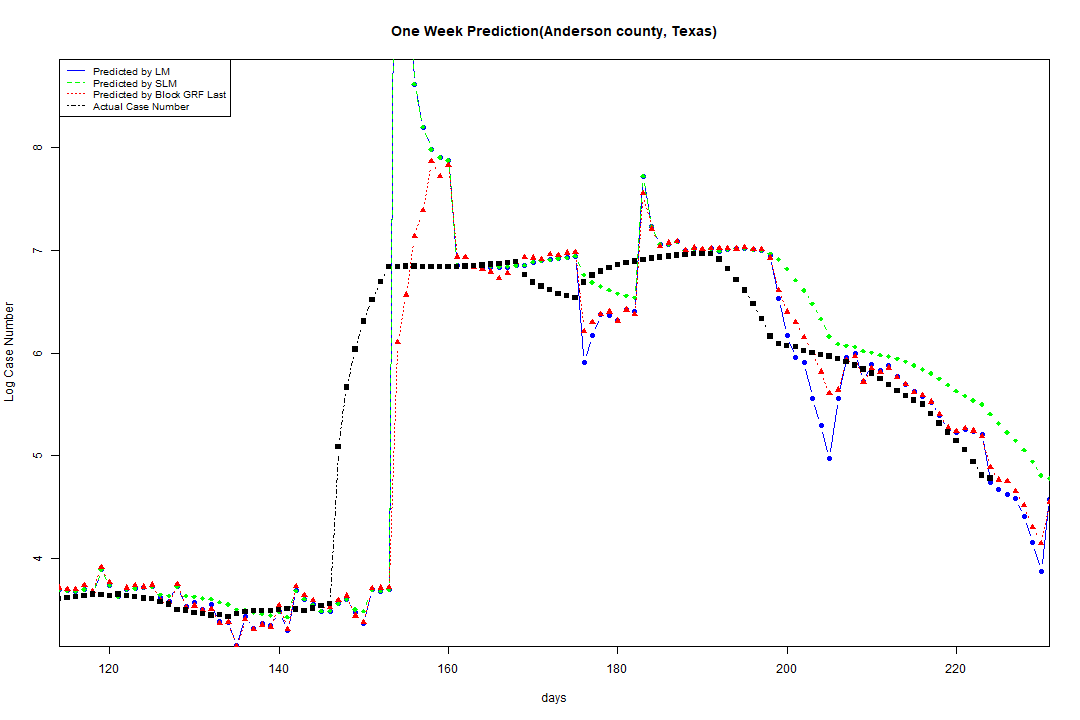 One Week Prediction(Anderson county, Texas)
Predicted by LM
Predicted by SLM
Predicted by Block GRF Last
Actual Case Number
8
7
6
5
4
Log Case Number
120 140 160 180 200 220
days